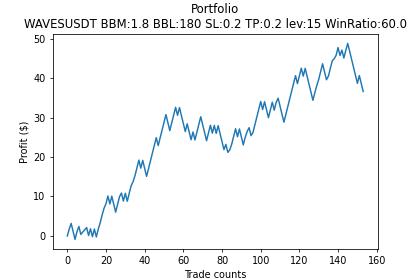 Portfolio
WAVESUSDT BBM:1.8 BBL:180 SL:0.2 TP:0.2 lev:15 WinRatio:60.0
50
40
30
20
10
0
Profit ($)
0 20 40 60 80 100 120 140 160
Trade counts